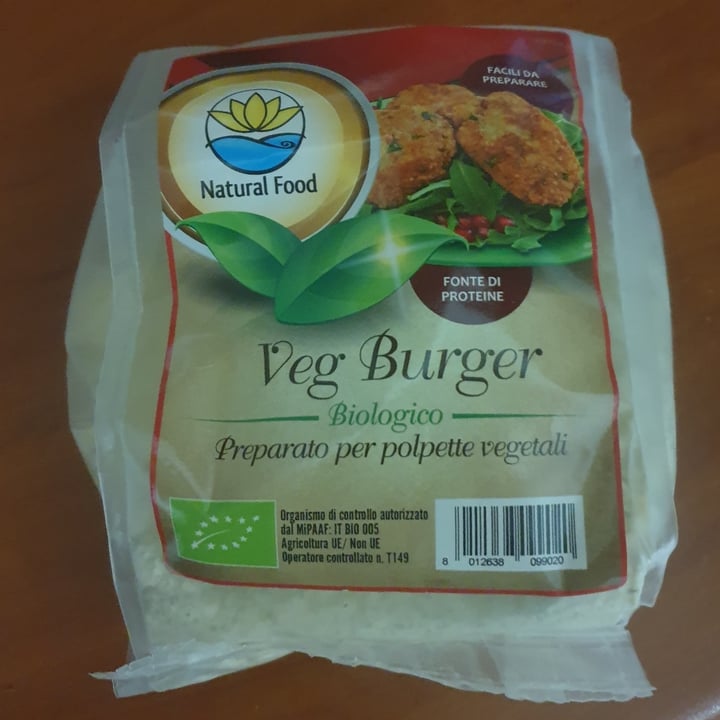 FACILI DA
PREPARARE
Natural Food
FONTE DI
PROTEINE
Veg Burger
Biologico
Preparato per polpette vegetali
Organismo di controllo autorizzato
dal MiPAAF: IT BIO 005
Agricoltura UE/ Non UE
Operatore controllato n. T149
8 012638 099020